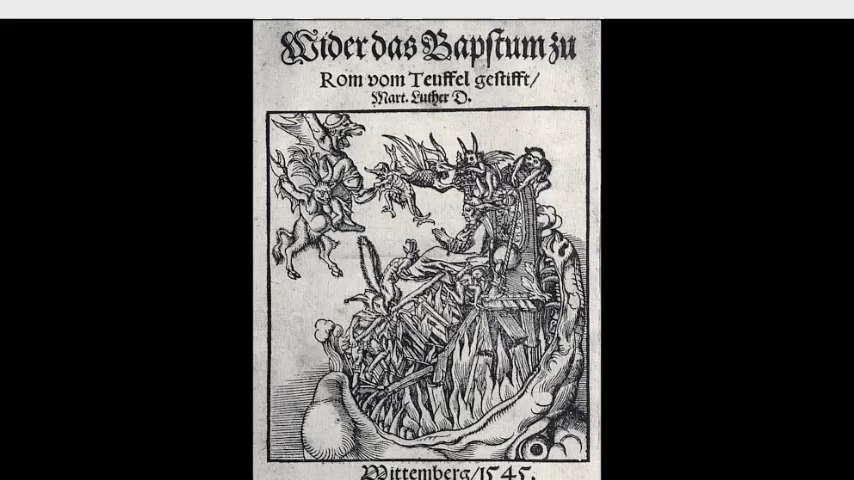 Wider das Bapstum zu
Rom vom Teuffel gestifft/
Mart. Luther D.
Wittemberg/1545.